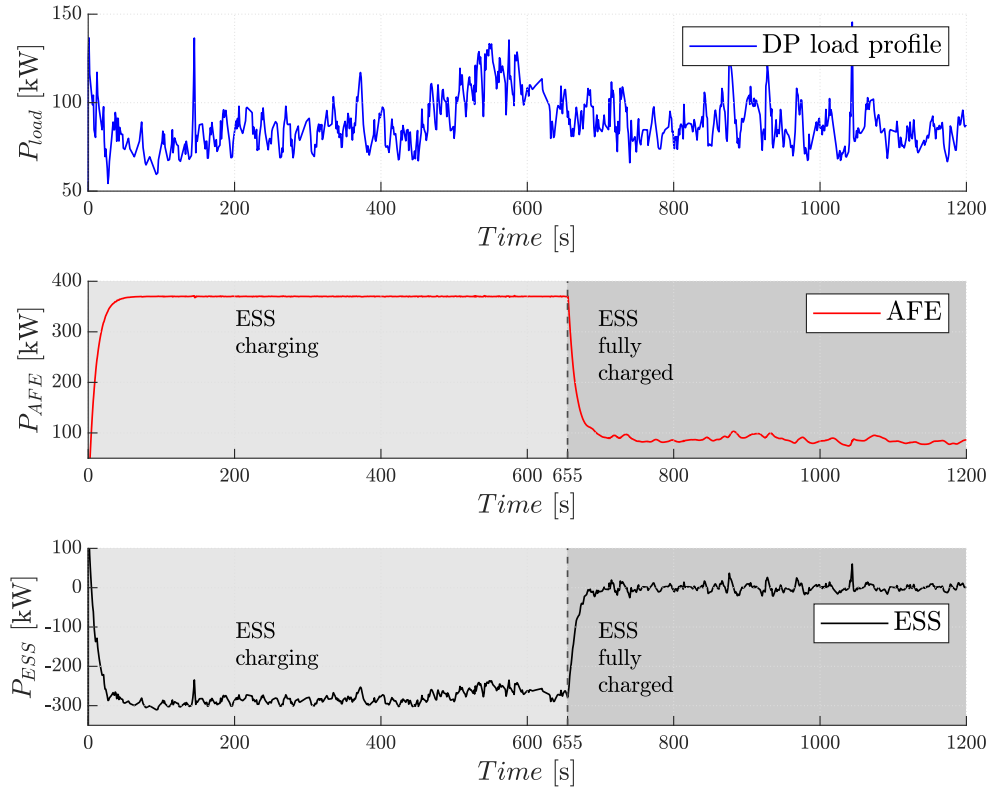 150
100
50
P_load [kW]
DP load profile
0
200
400
600
800
1000
1200
Time [s]
400
300
200
100
P_AFE [kW]
ESS
charging
ESS
fully
charged
AFE
0
200
400
600
655
800
1000
1200
Time [s]
100
0
-100
-200
-300
P_ESS [kW]
ESS
charging
ESS
fully
charged
ESS
0
200
400
600
655
800
1000
1200
Time [s]